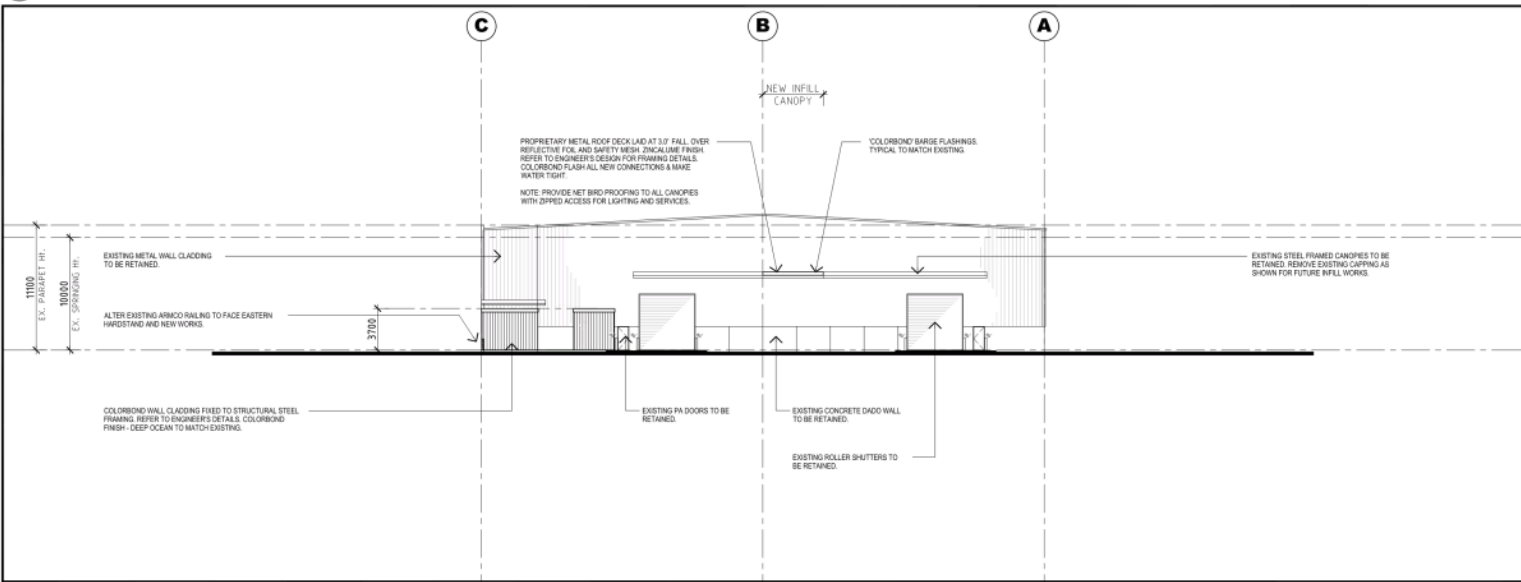 C
B
A
NEW INFILL
CANOPY
PROPRIETARY METAL ROOF DECK LAID AT 3.0° FALL, OVER
REFLECTIVE FOIL AND SAFETY MESH. ZINCALUME FINISH.
REFER TO ENGINEER'S DESIGN FOR FRAMING DETAILS.
COLORBOND FLASH ALL NEW CONNECTIONS & MAKE
WATER TIGHT.
NOTE: PROVIDE NET BIRD PROOFING TO ALL CANOPIES
WITH ZIPPED ACCESS FOR LIGHTING AND SERVICES.
'COLORBOND' BARGE FLASHINGS.
TYPICAL TO MATCH EXISTING.
11100
EX. PARAPET Ht.
10000
EX. SPRINGING Ht.
EXISTING METAL WALL CLADDING
TO BE RETAINED.
EXISTING STEEL FRAMED CANOPIES TO BE
RETAINED. REMOVE EXISTING CAPPING AS
SHOWN FOR FUTURE INFILL WORKS.
ALTER EXISTING ARMCO RAILING TO FACE EASTERN
HARDSTAND AND NEW WORKS.
3700
COLORBOND WALL CLADDING FIXED TO STRUCTURAL STEEL
FRAMING. REFER TO ENGINEER'S DETAILS. COLORBOND
FINISH - DEEP OCEAN TO MATCH EXISTING.
EXISTING PA DOORS TO BE
RETAINED.
EXISTING CONCRETE DADO WALL
TO BE RETAINED.
EXISTING ROLLER SHUTTERS TO
BE RETAINED.